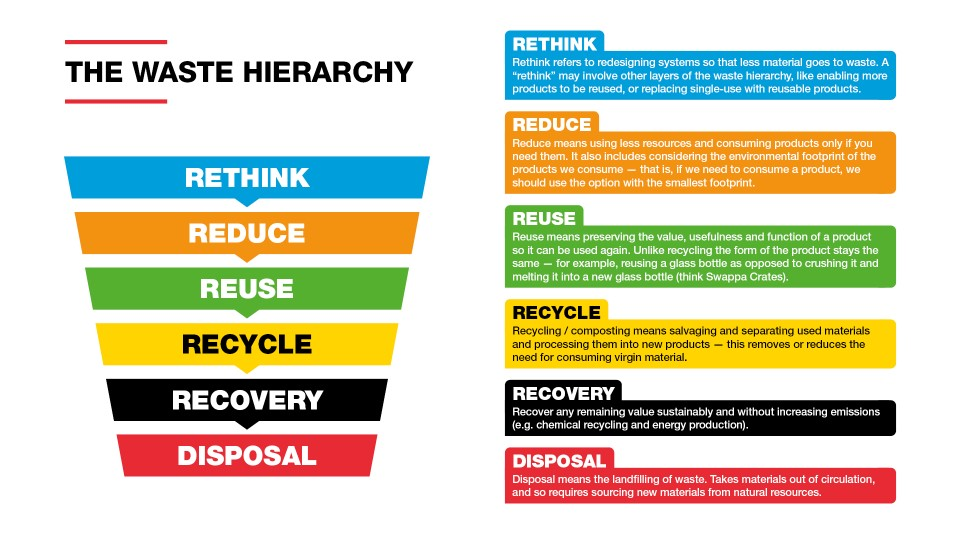 THE WASTE HIERARCHY
RETHINK
REDUCE
REUSE
RECYCLE
RECOVERY
DISPOSAL
RETHINK
Rethink refers to redesigning systems so that less material goes to waste. A
“rethink” may involve other layers of the waste hierarchy, like enabling more
products to be reused, or replacing single-use with reusable products.
REDUCE
Reduce means using less resources and consuming products only if you
need them. It also includes considering the environmental footprint of the
products we consume — that is, if we need to consume a product, we
should use the option with the smallest footprint.
REUSE
Reuse means preserving the value, usefulness and function of a product
so it can be used again. Unlike recycling the form of the product stays the
same — for example, reusing a glass bottle as opposed to crushing it and
melting it into a new glass bottle (think Swappa Crates).
RECYCLE
Recycling / composting means salvaging and separating used materials
and processing them into new products — this removes or reduces the
need for consuming virgin material.
RECOVERY
Recover any remaining value sustainably and without increasing emissions
(e.g. chemical recycling and energy production).
DISPOSAL
Disposal means the landfilling of waste. Takes materials out of circulation,
and so requires sourcing new materials from natural resources.